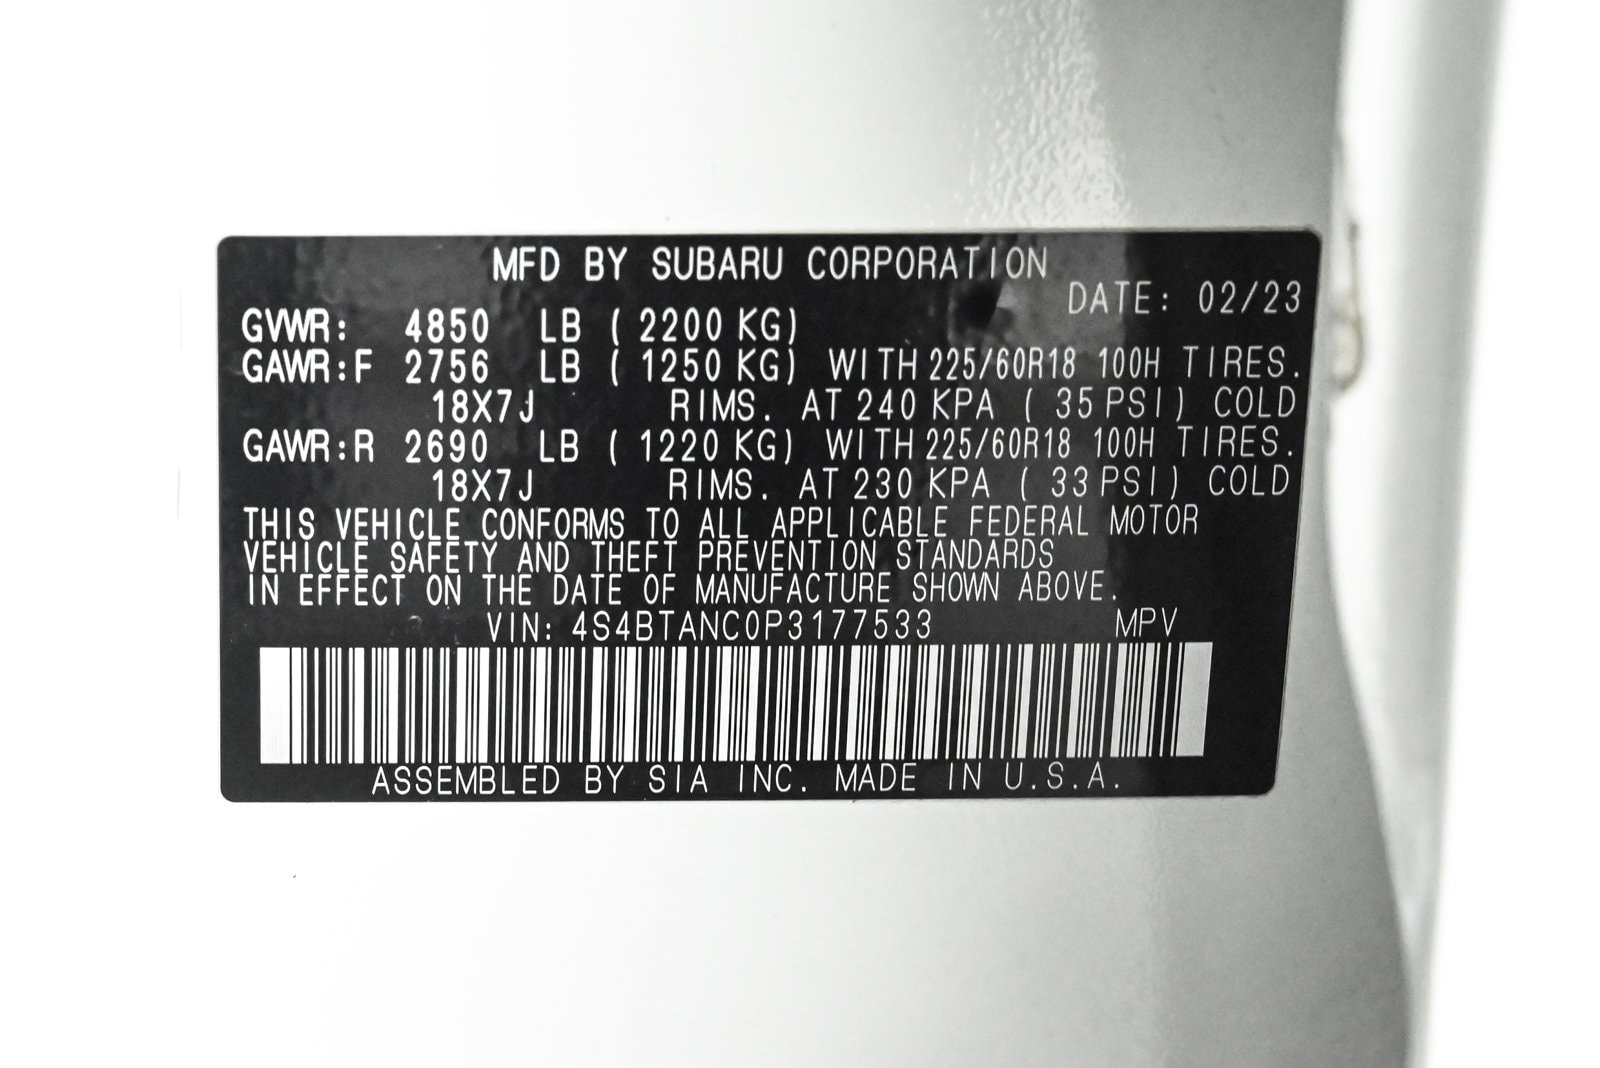 MFD BY SUBARU CORPORATION
DATE: 02/23
GVWR: 4850 LB ( 2200 KG)
GAWR:F 2756 LB ( 1250 KG) WITH 225/60R18 100H TIRES.
18X7J RIMS. AT 240 KPA ( 35 PSI) COLD
GAWR:R 2690 LB ( 1220 KG) WITH 225/60R18 100H TIRES.
18X7J RIMS. AT 230 KPA ( 33 PSI) COLD
THIS VEHICLE CONFORMS TO ALL APPLICABLE FEDERAL MOTOR
VEHICLE SAFETY AND THEFT PREVENTION STANDARDS
IN EFFECT ON THE DATE OF MANUFACTURE SHOWN ABOVE.
VIN: 4S4BTANC0P3177533 MPV
ASSEMBLED BY SIA INC. MADE IN U.S.A.